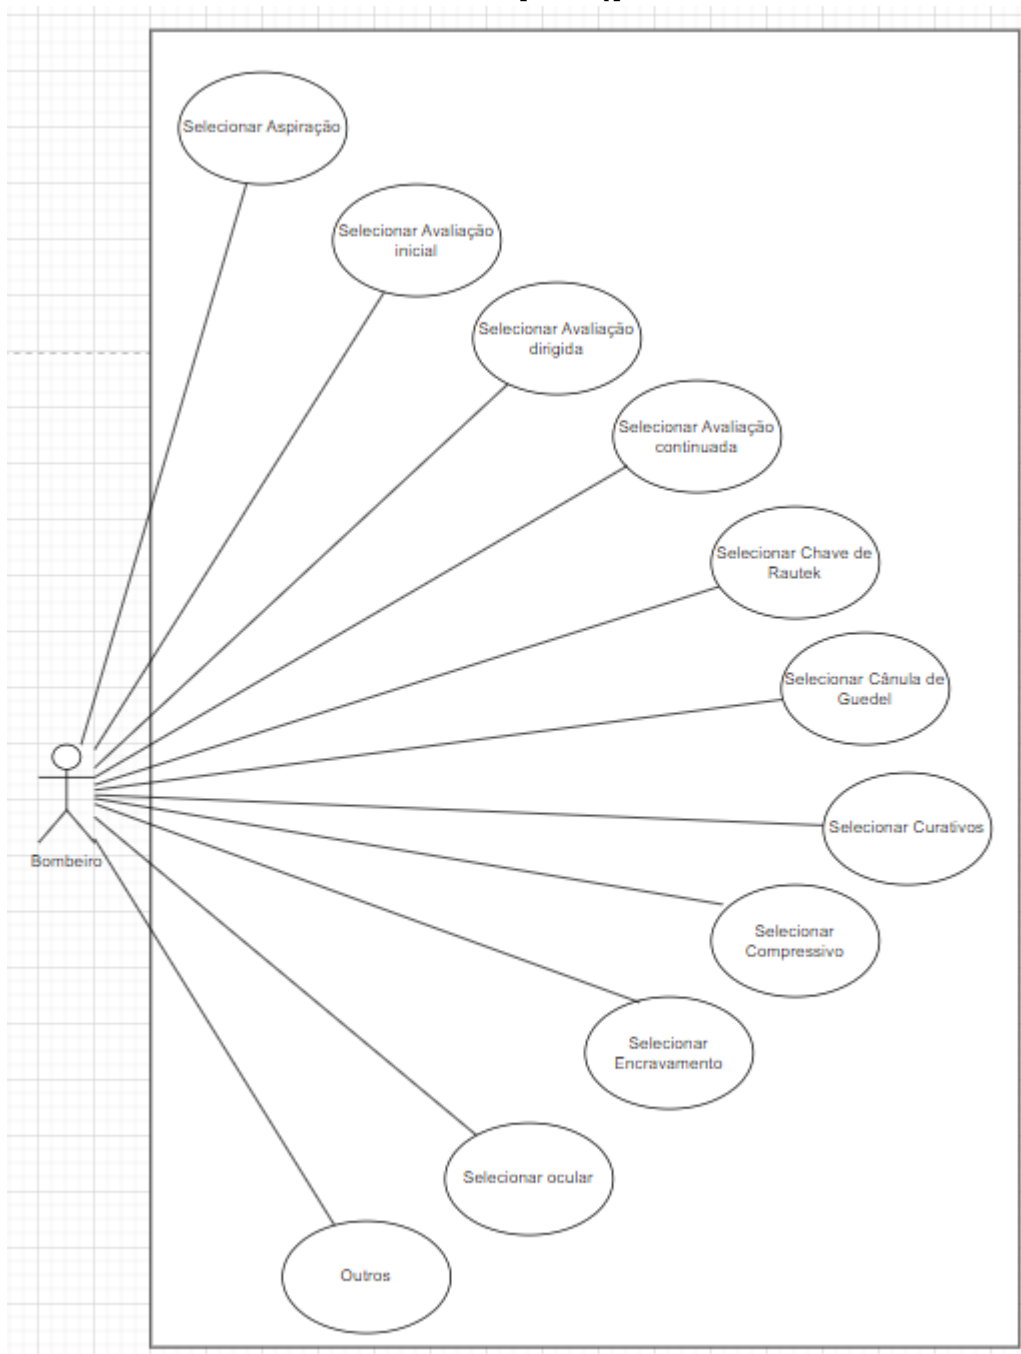 Selecionar Aspiração
Selecionar Avaliação
inicial
Selecionar Avaliação
dirigida
Selecionar Avaliação
continuada
Selecionar Chave de
Rautek
Selecionar Cânula de
Guedel
Selecionar Curativos
Bombeiro
Selecionar
Compressivo
Selecionar
Encravamento
Selecionar ocular
Outros